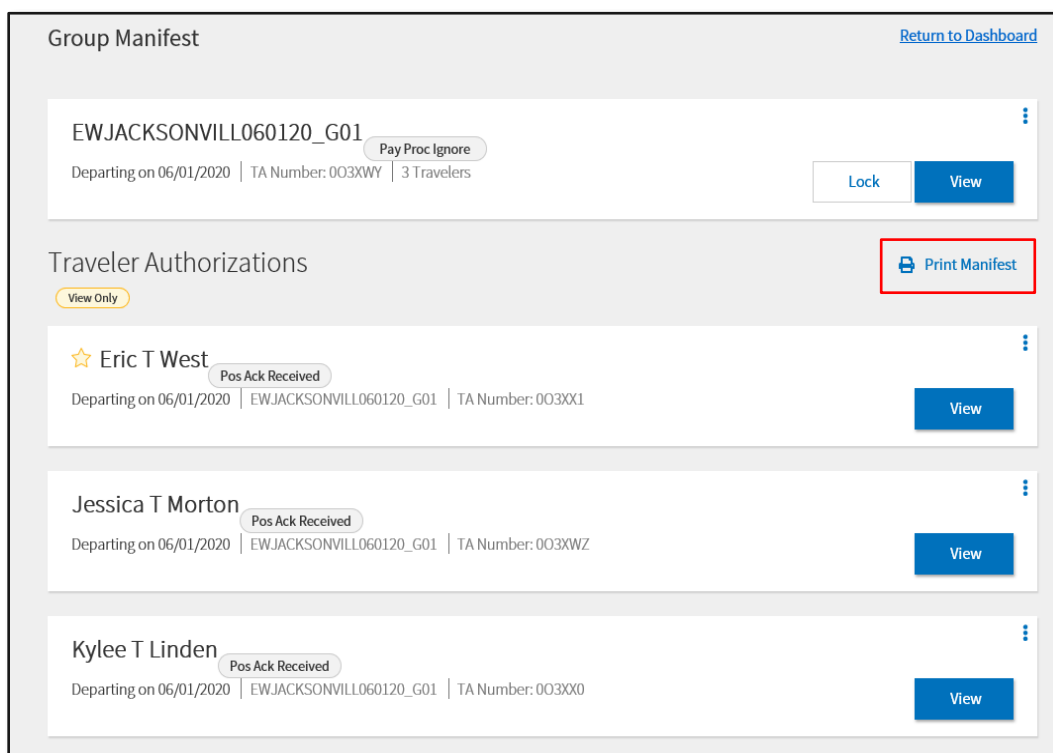 Group Manifest
Return to Dashboard
EWJACKSONVILL060120_G01
Pay Proc Ignore
Departing on 06/01/2020 | TA Number: 0O3XWY | 3 Travelers
Lock
View
Traveler Authorizations
Print Manifest
View Only
Eric T West
Pos Ack Received
Departing on 06/01/2020 | EWJACKSONVILL060120_G01 | TA Number: 0O3XX1
View
Jessica T Morton
Pos Ack Received
Departing on 06/01/2020 | EWJACKSONVILL060120_G01 | TA Number: 0O3XWZ
View
Kylee T Linden
Pos Ack Received
Departing on 06/01/2020 | EWJACKSONVILL060120_G01 | TA Number: 0O3XX0
View